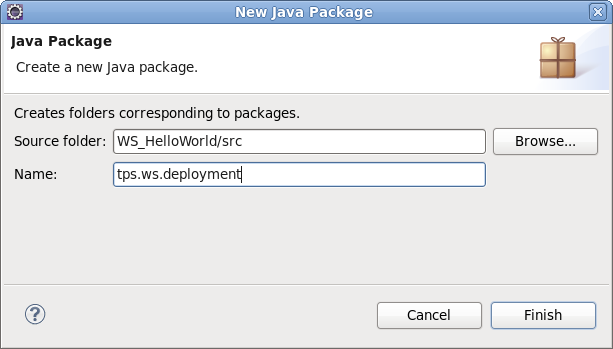 New Java Package
Java Package
Create a new Java package.
Creates folders corresponding to packages.
Source folder: WS_HelloWorld/src Browse...
Name: tps.ws.deployment
? Cancel Finish